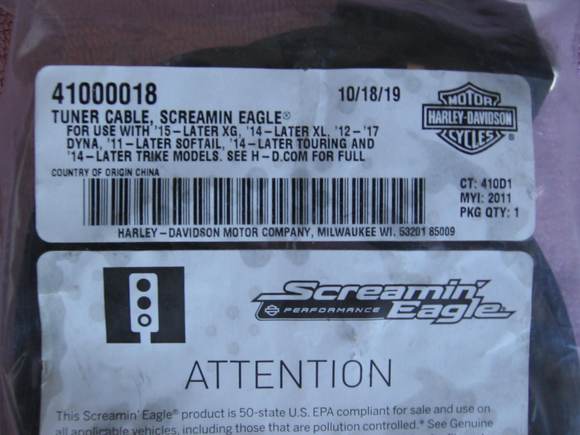 41000018
10/18/19
TUNER CABLE, SCREAMIN EAGLE®
FOR USE WITH '15-LATER XG, '14-LATER XL, '12-'17
DYNA, '11-LATER SOFTAIL, '14-LATER TOURING AND
'14-LATER TRIKE MODELS. SEE H-D.COM FOR FULL
COUNTRY OF ORIGIN CHINA
MOTOR
HARLEY-DAVIDSON
CYCLES
CT: 410D1
MYI: 2011
PKG QTY: 1
HARLEY-DAVIDSON MOTOR COMPANY, MILWAUKEE WI. 53201 85009
Screamin'
PERFORMANCE Eagle
ATTENTION
This Screamin' Eagle® product is 50-state U.S. EPA compliant for sale and use on
all applicable vehicles, including those that are pollution controlled.* See Genuine